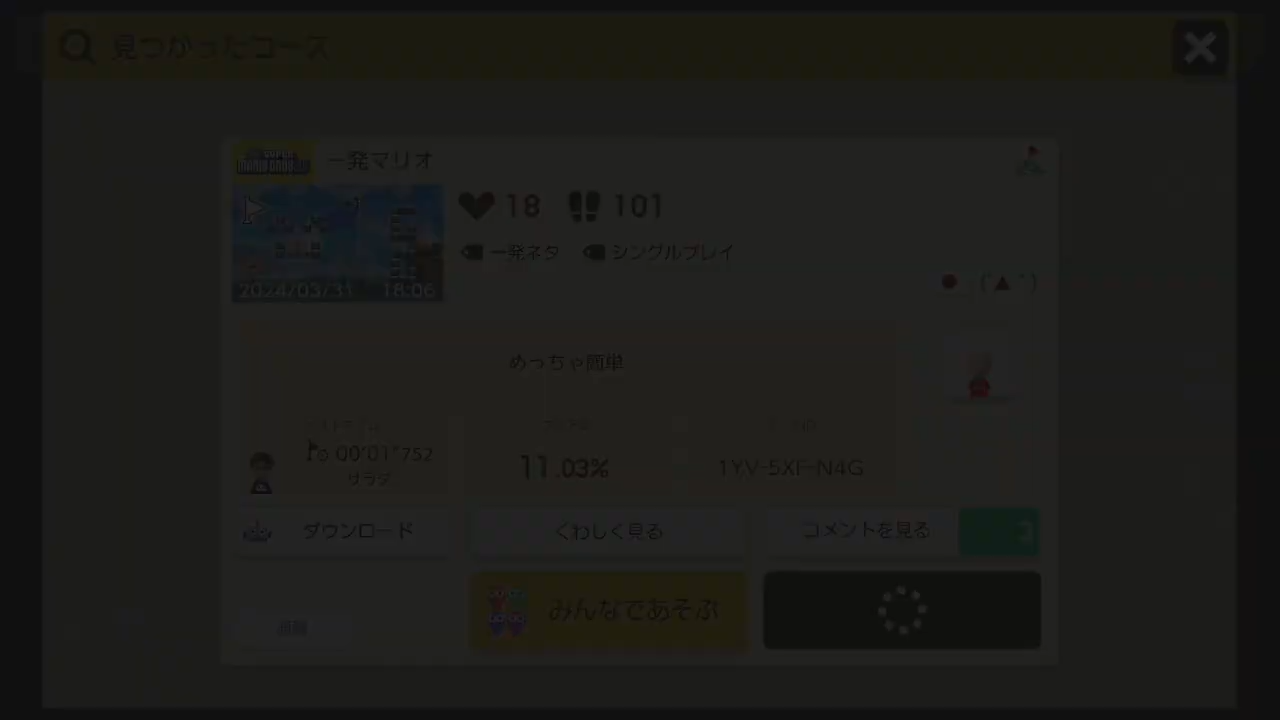 見つかったコース
一発マリオ
18 101
一発ネタ シングルプレイ
2024/03/31 18:06
めっちゃ簡単
00'01"752
11.03%
1YV-5XF-N4G
ダウンロード
くわしく見る
コメントを見る
3
みんなであそぶ